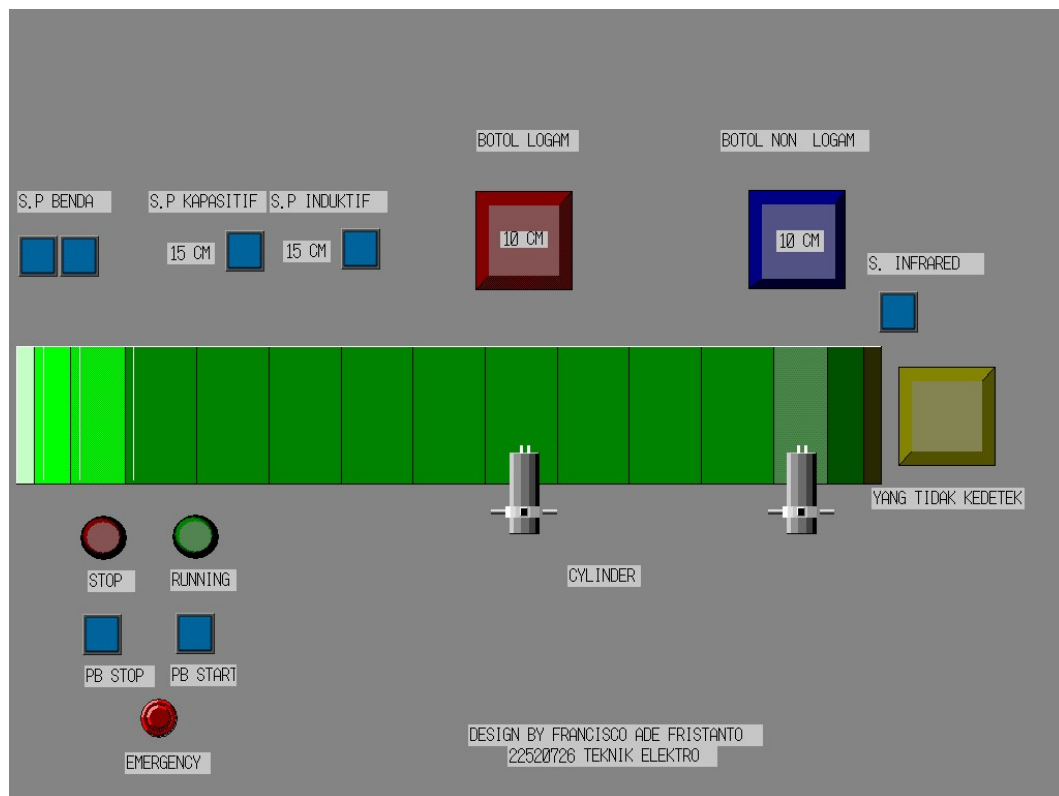 BOTOL LOGAM
BOTOL NON LOGAM
S.P BENDA
S.P KAPASITIF
S.P INDUKTIF
15 CM
15 CM
10 CM
10 CM
S. INFRARED
YANG TIDAK KEDETEK
STOP
RUNNING
CYLINDER
PB STOP
PB START
EMERGENCY
DESIGN BY FRANCISCO ADE FRISTANTO
22520726 TEKNIK ELEKTRO